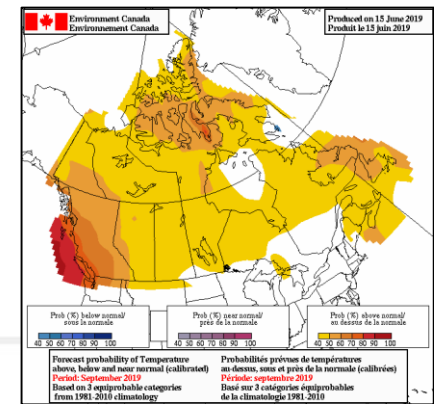 Environment Canada
Environnement Canada
Produced on 15 June 2019
Produit le 15 juin 2019
Prob (%) below normal/
sous la normale
40 50 60 70 80 90 100
Prob (%) near normal/
près de la normale
40 50 60 70 80 90 100
Prob (%) above normal/
au dessus de la normale
40 50 60 70 80 90 100
Forecast probability of Temperature
above, below and near normal (calibrated)
Period: September 2019
Based on 3 equiprobable categories
from 1981-2010 climatology
Probabilités prévues de températures
au-dessus, sous et près de la normale (calibrées)
Période: septembre 2019
Basé sur 3 catégories équiprobables
de la climatologie 1981-2010